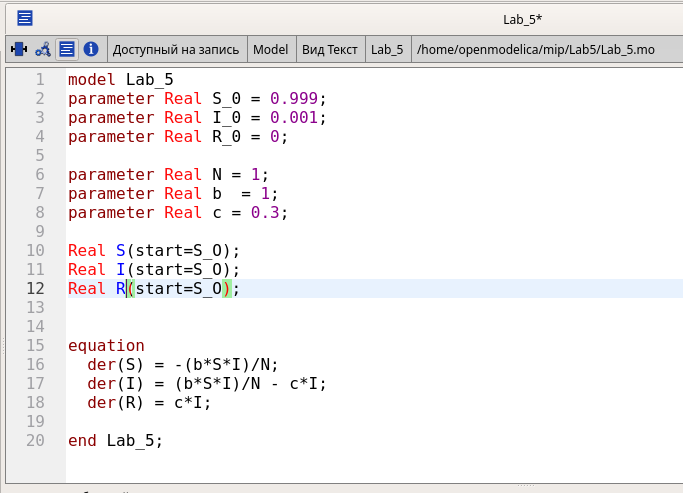 Lab_5*
Доступный на запись Model Вид Текст Lab_5 /home/openmodelica/mip/Lab5/Lab_5.mo
1 model Lab_5
2 parameter Real S_0 = 0.999;
3 parameter Real I_0 = 0.001;
4 parameter Real R_0 = 0;
5
6 parameter Real N = 1;
7 parameter Real b  = 1;
8 parameter Real c = 0.3;
9
10 Real S(start=S_O);
11 Real I(start=S_O);
12 Real R(start=S_O);
13
14
15 equation
16   der(S) = -(b*S*I)/N;
17   der(I) = (b*S*I)/N - c*I;
18   der(R) = c*I;
19
20 end Lab_5;